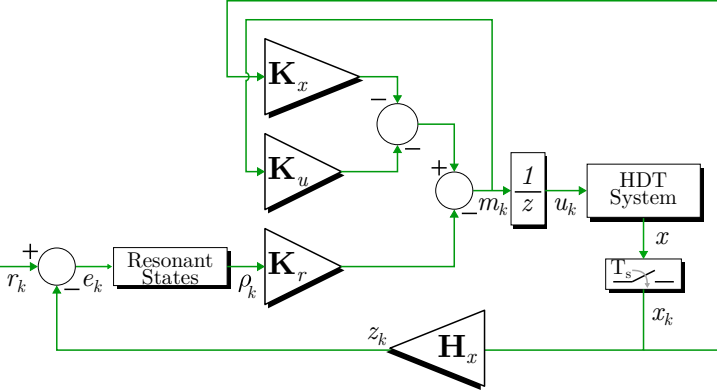 K_x
−
K_u
−
+
−
m_k
1
z
u_k
HDT
System
x
T_s
x_k
+
r_k
−
e_k
Resonant
States
ρ_k
K_r
z_k
H_x